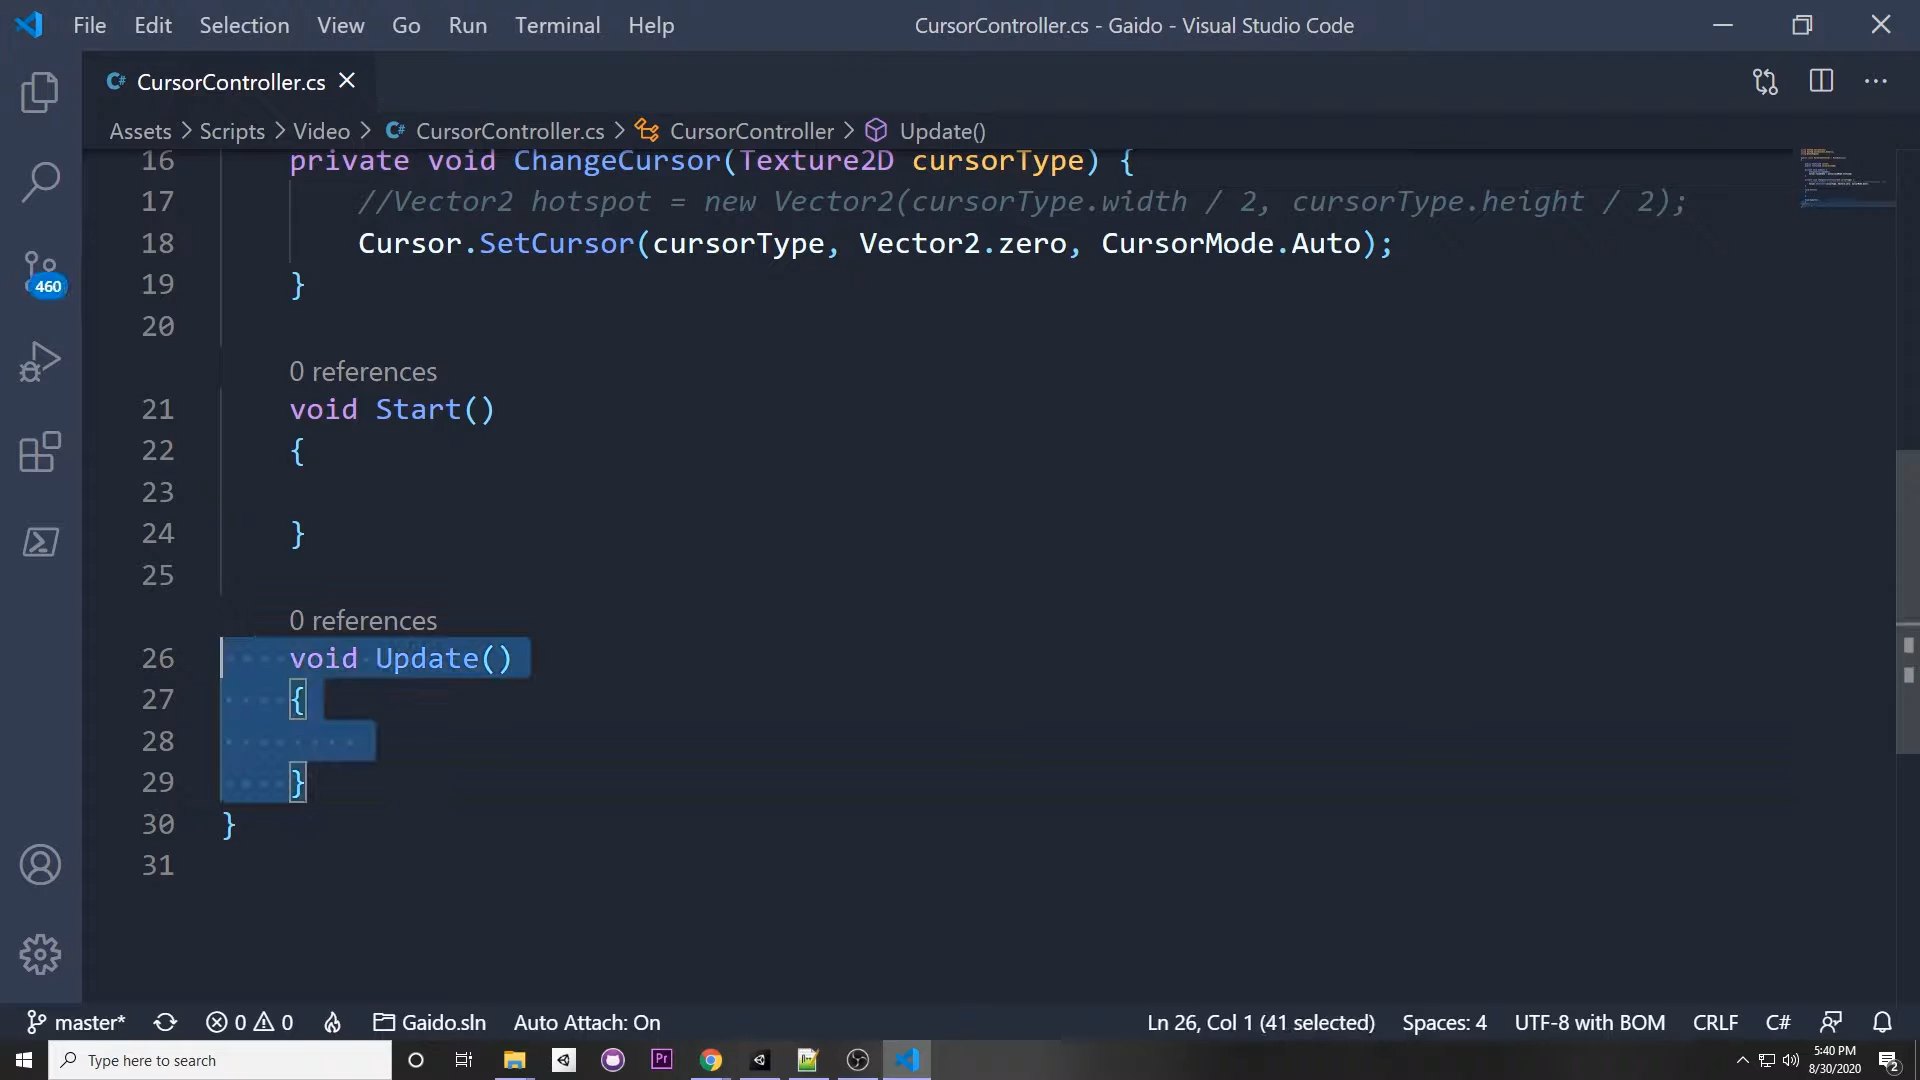 File Edit Selection View Go Run Terminal Help CursorController.cs - Gaido - Visual Studio Code
C# CursorController.cs
Assets > Scripts > Video > C# CursorController.cs > CursorController > Update()
16 private void ChangeCursor(Texture2D cursorType) {
17 //Vector2 hotspot = new Vector2(cursorType.width / 2, cursorType.height / 2);
18 Cursor.SetCursor(cursorType, Vector2.zero, CursorMode.Auto);
19 }
20
460
0 references
21 void Start()
22 {
23
24 }
25
0 references
26 void Update()
27 {
28
29 }
30 }
31
master* 0 0 Gaido.sln Auto Attach: On Ln 26, Col 1 (41 selected) Spaces: 4 UTF-8 with BOM CRLF C#
Type here to search Pr 5:40 PM
8/30/2020 2